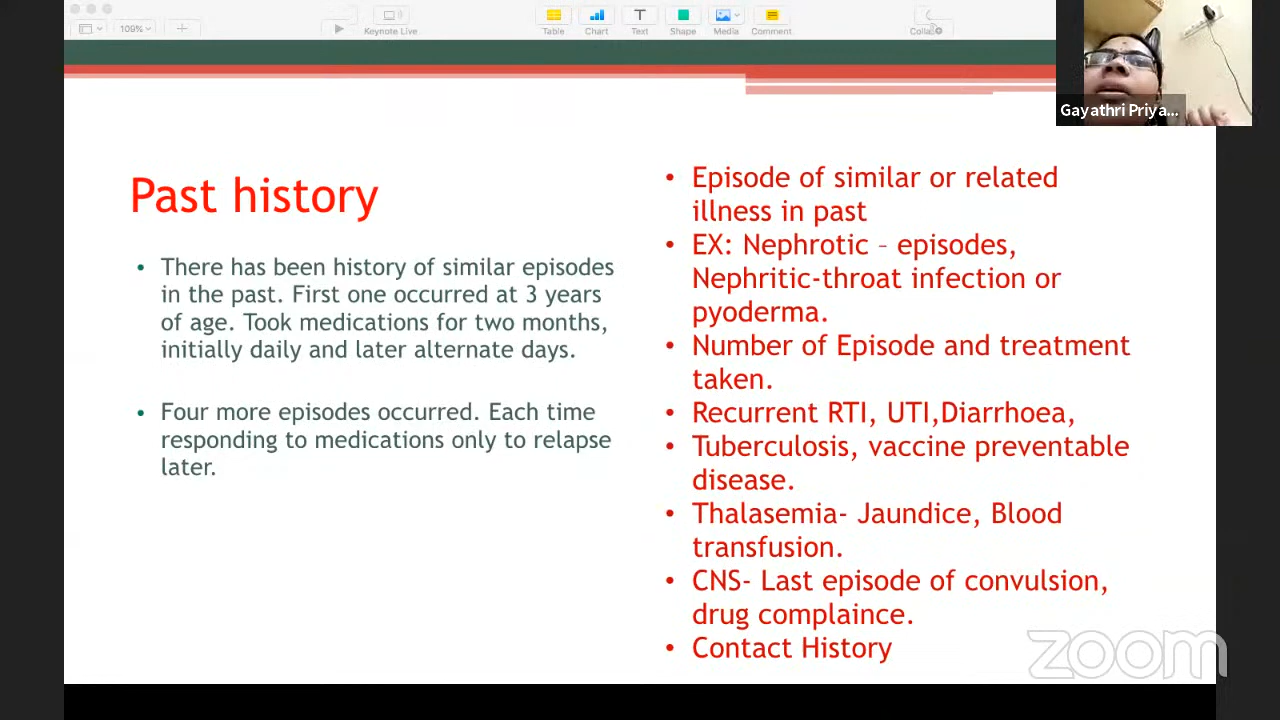 109%
Keynote Live
Table
Chart
Text
Shape
Media
Comment
Gayathri Priya...
Past history
• There has been history of similar episodes
in the past. First one occurred at 3 years
of age. Took medications for two months,
initially daily and later alternate days.
• Four more episodes occurred. Each time
responding to medications only to relapse
later.
• Episode of similar or related
illness in past
• EX: Nephrotic – episodes,
Nephritic-throat infection or
pyoderma.
• Number of Episode and treatment
taken.
• Recurrent RTI, UTI,Diarrhoea,
• Tuberculosis, vaccine preventable
disease.
• Thalasemia- Jaundice, Blood
transfusion.
• CNS- Last episode of convulsion,
drug complaince.
• Contact History
zoom